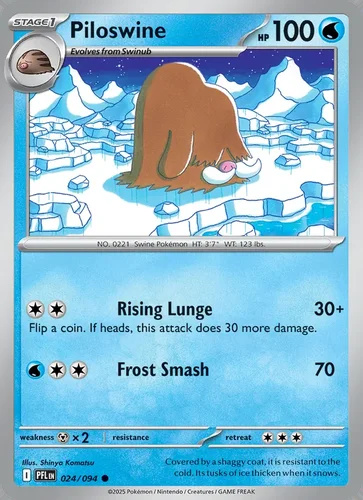 STAGE1
Piloswine
HP 100
Evolves from Swinub
NO. 0221 Swine Pokémon HT: 3'7" WT: 123 lbs.
Rising Lunge 30+
Flip a coin. If heads, this attack does 30 more damage.
Frost Smash 70
Illus. Shinya Komatsu
weakness ×2 resistance retreat
I PFL EN 024/094
Covered by a shaggy coat, it is resistant to the
cold. Its tusks of ice thicken when it snows.
©2025 Pokémon / Nintendo / Creatures / GAME FREAK